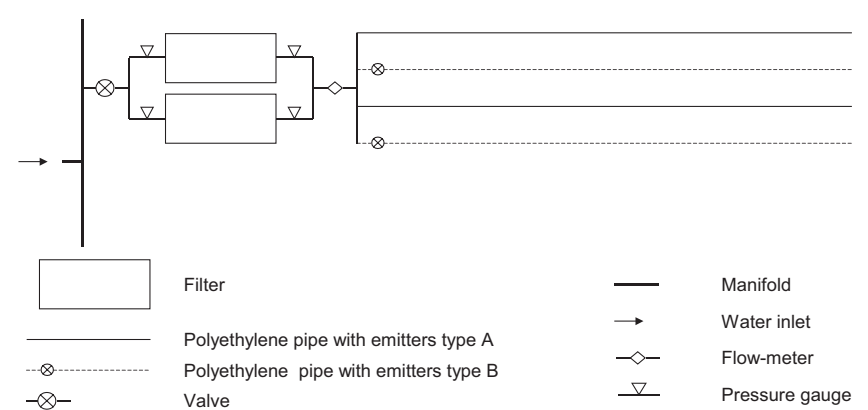 Filter
Polyethylene pipe with emitters type A
Polyethylene pipe with emitters type B
Valve
Manifold
Water inlet
Flow-meter
Pressure gauge